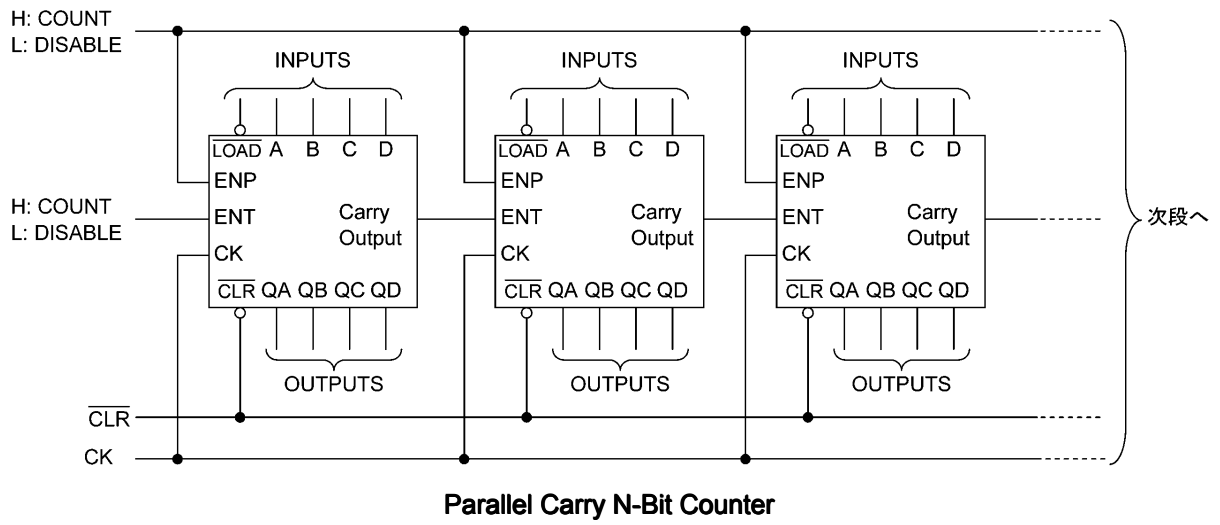 H: COUNT
L: DISABLE
INPUTS INPUTS INPUTS
LOAD A B C D LOAD A B C D LOAD A B C D
ENP ENP ENP
H: COUNT
L: DISABLE
ENT Carry Output ENT Carry Output ENT Carry Output
次段へ
CK CK CK
CLR QA QB QC QD CLR QA QB QC QD CLR QA QB QC QD
OUTPUTS OUTPUTS OUTPUTS
CLR
CK
Parallel Carry N-Bit Counter